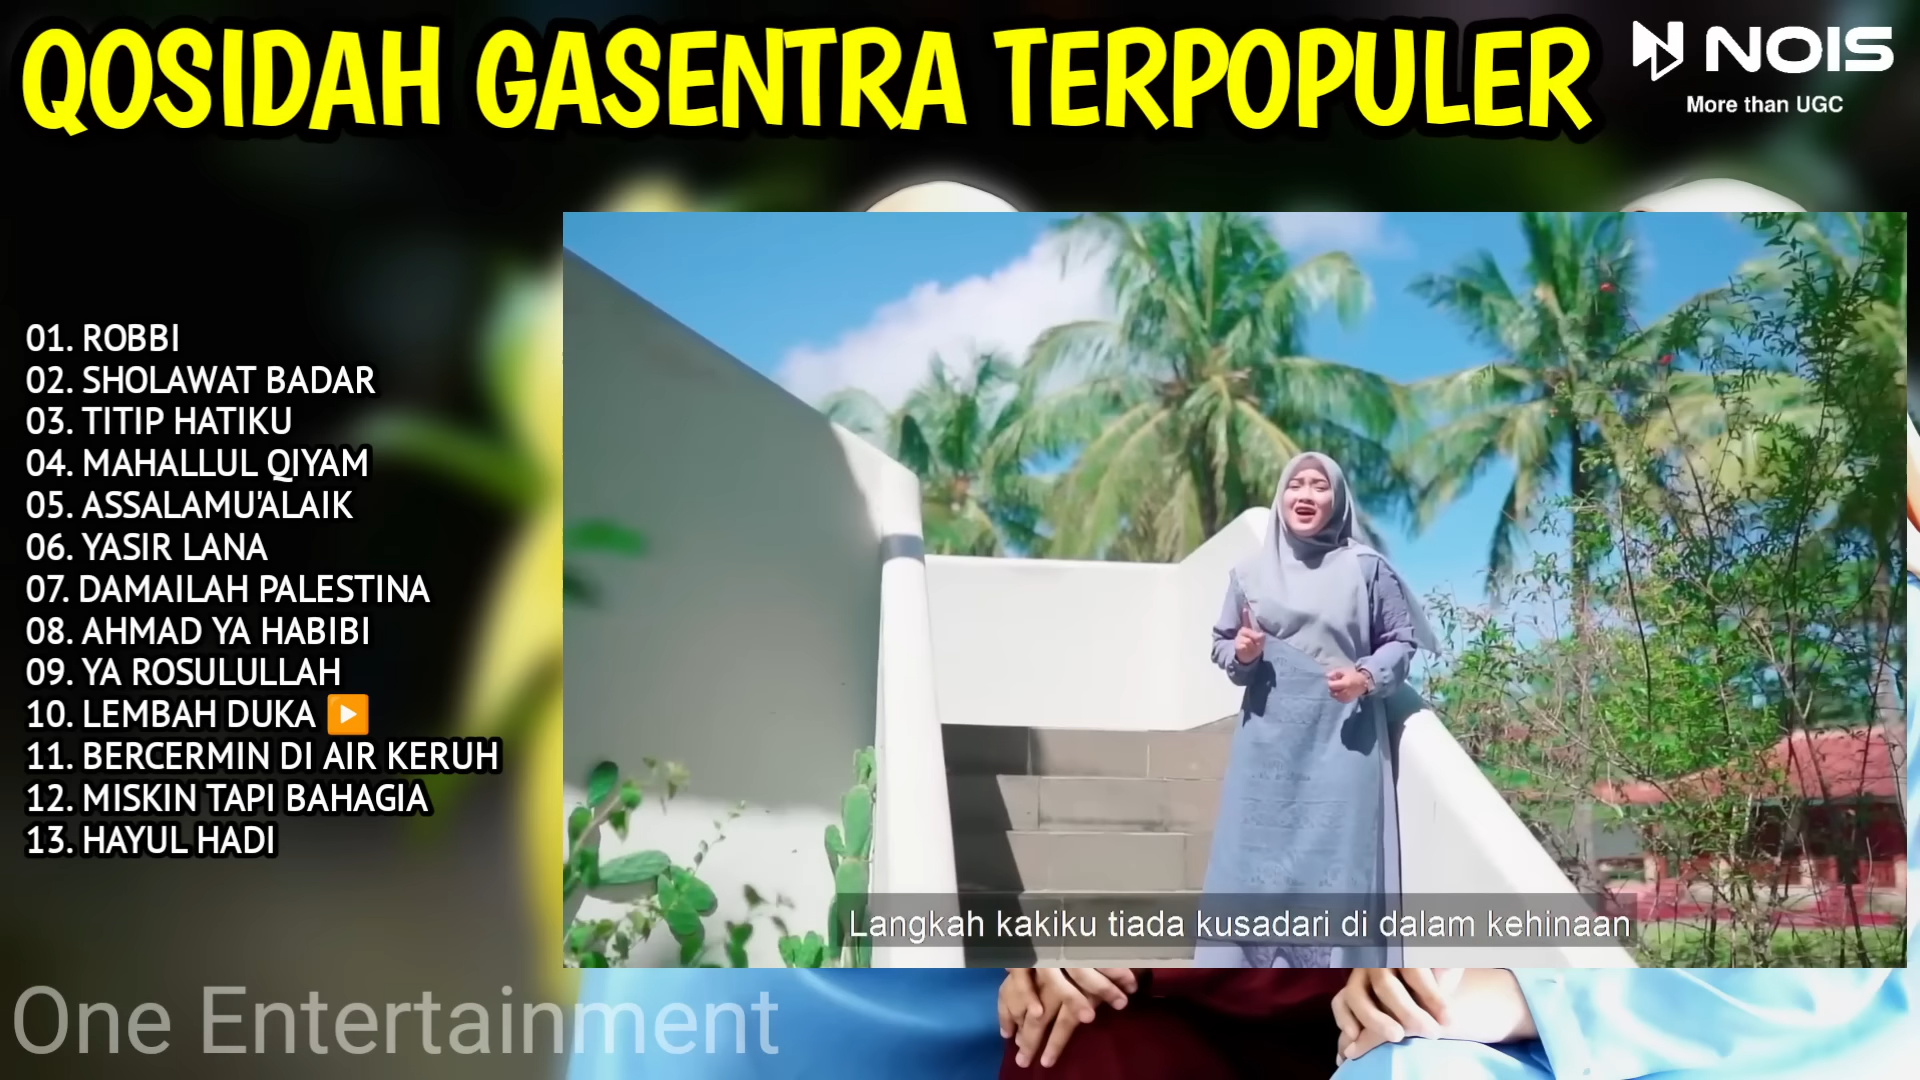 QOSIDAH GASENTRA TERPOPULER
NOIS
More than UGC
01. ROBBI
02. SHOLAWAT BADAR
03. TITIP HATIKU
04. MAHALLUL QIYAM
05. ASSALAMU'ALAIK
06. YASIR LANA
07. DAMAILAH PALESTINA
08. AHMAD YA HABIBI
09. YA ROSULULLAH
10. LEMBAH DUKA ▶️
11. BERCERMIN DI AIR KERUH
12. MISKIN TAPI BAHAGIA
13. HAYUL HADI
Langkah kakiku tiada kusadari di dalam kehinaan
One Entertainment